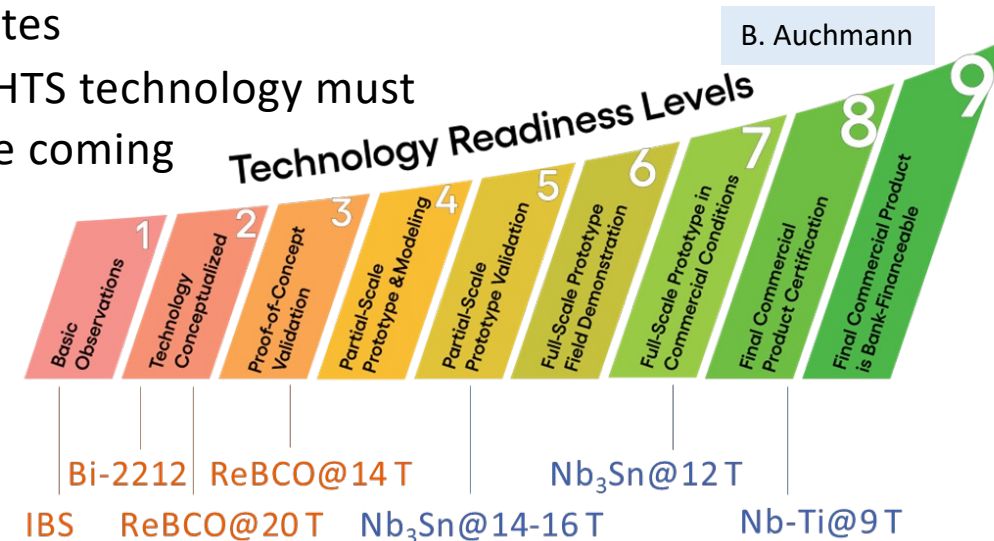 tes
HTS technology must
e coming
B. Auchmann
Technology Readiness Levels
1
Basic
Observations
2
Technology
Conceptualized
3
Proof-of-Concept
Validation
4
Partial-Scale
Prototype & Modeling
5
Partial-Scale
Prototype Validation
6
Full-Scale Prototype
Field Demonstration
7
Full-Scale Prototype in
Commercial Conditions
8
Final Commercial
Product Certification
9
Final Commercial Product
is Bank-Financeable
Bi-2212 ReBCO@14 T Nb₃Sn@12 T
IBS ReBCO@20 T Nb₃Sn@14-16 T Nb-Ti@9 T